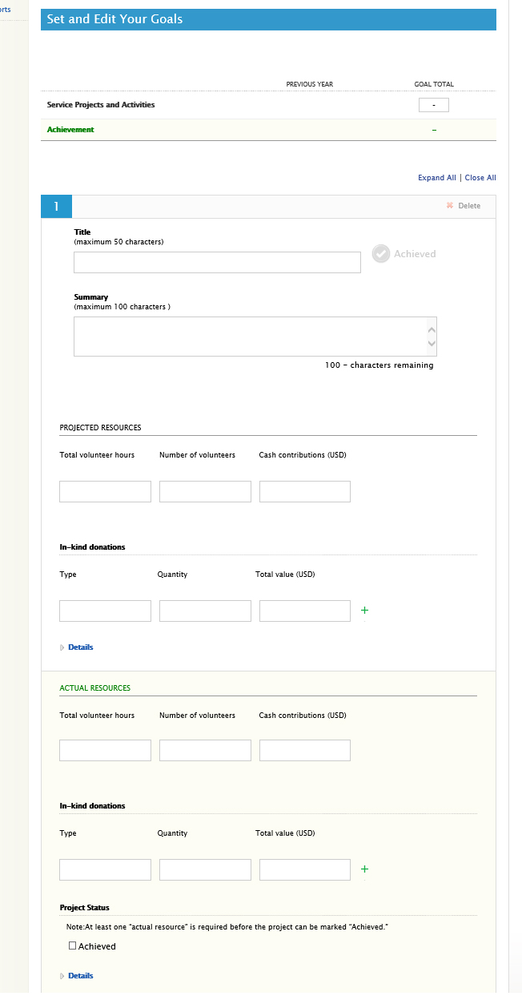 Set and Edit Your Goals
PREVIOUS YEAR GOAL TOTAL
Service Projects and Activities -
Achievement -
Expand All | Close All
1 Delete
Title
(maximum 50 characters)
Achieved
Summary
(maximum 100 characters )
100 - characters remaining
PROJECTED RESOURCES
Total volunteer hours Number of volunteers Cash contributions (USD)
In-kind donations
Type Quantity Total value (USD)
+
Details
ACTUAL RESOURCES
Total volunteer hours Number of volunteers Cash contributions (USD)
In-kind donations
Type Quantity Total value (USD)
+
Project Status
Note:At least one "actual resource" is required before the project can be marked "Achieved."
Achieved
Details